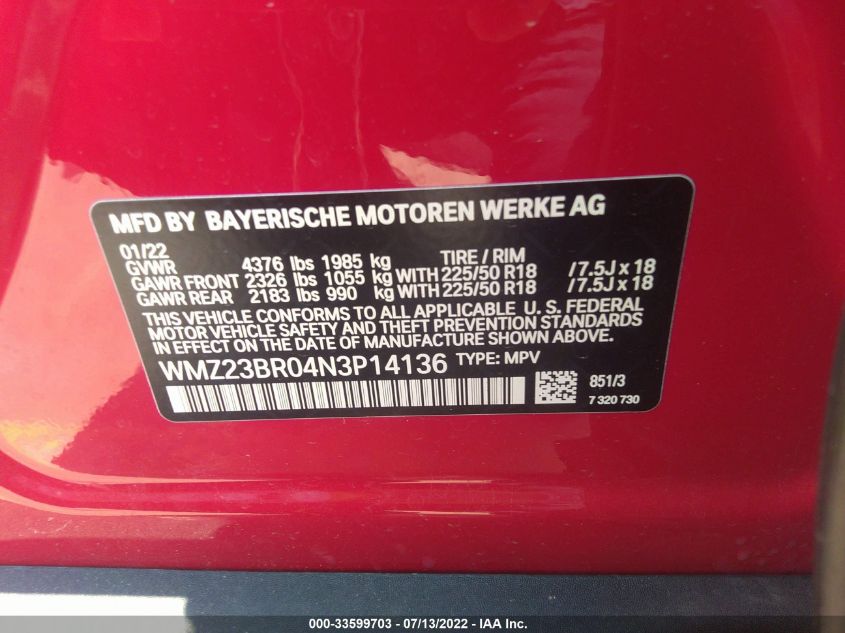 MFD BY BAYERISCHE MOTOREN WERKE AG
01/22 TIRE / RIM
GVWR 4376 lbs 1985 kg
GAWR FRONT 2326 lbs 1055 kg WITH 225/50 R18 /7.5J x 18
GAWR REAR 2183 lbs 990 kg WITH 225/50 R18 /7.5J x 18
THIS VEHICLE CONFORMS TO ALL APPLICABLE U. S. FEDERAL
MOTOR VEHICLE SAFETY AND THEFT PREVENTION STANDARDS
IN EFFECT ON THE DATE OF MANUFACTURE SHOWN ABOVE.
WMZ23BR04N3P14136 TYPE: MPV
851/3
7 320 730
000-33599703 - 07/13/2022 - IAA Inc.